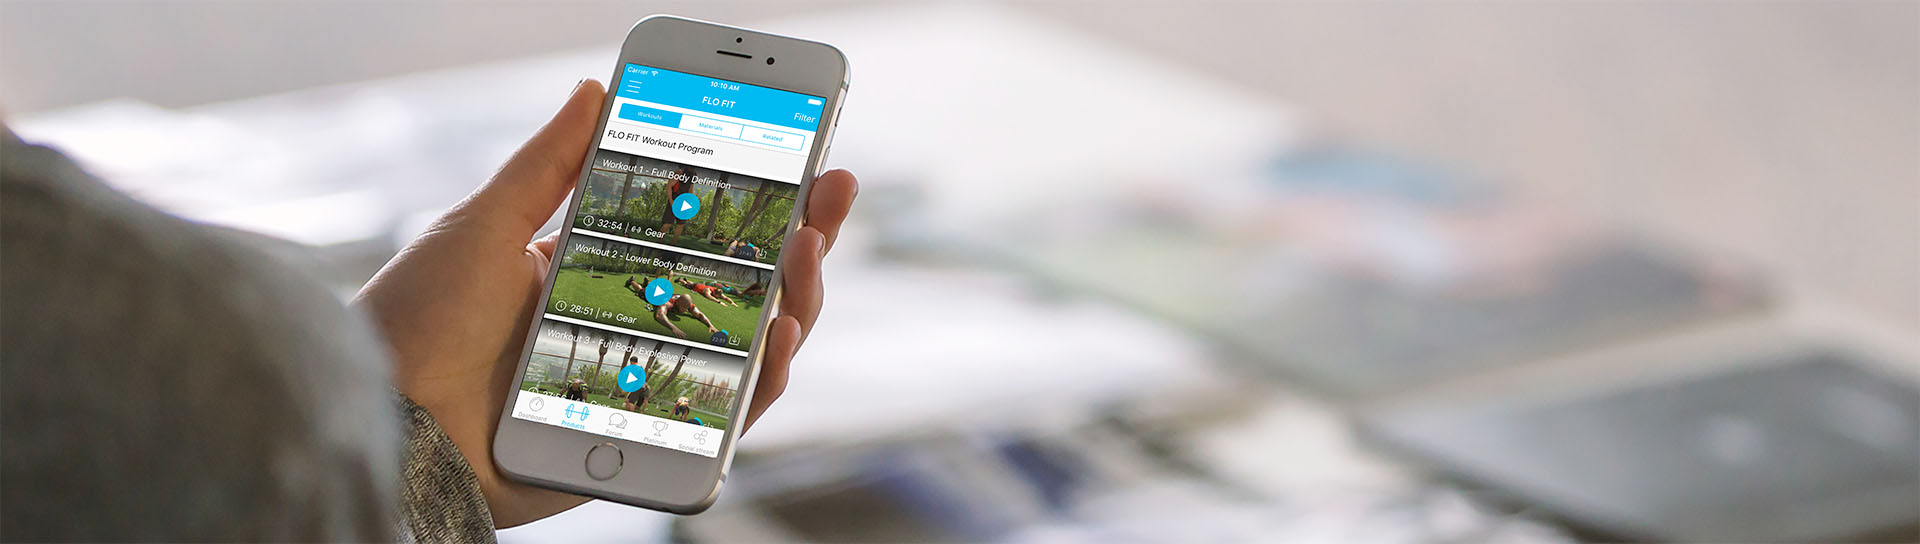 Carrier
10:10 AM
FLO FIT
Filter
Workouts
Materials
Related
FLO FIT Workout Program
Workout 1 - Full Body Definition
32:54 | Gear
Workout 2 - Lower Body Definition
28:51 | Gear
Workout 3 - Full Body Explosive Power
Gear
Dashboard
Products
Forum
Platinum
Social stream